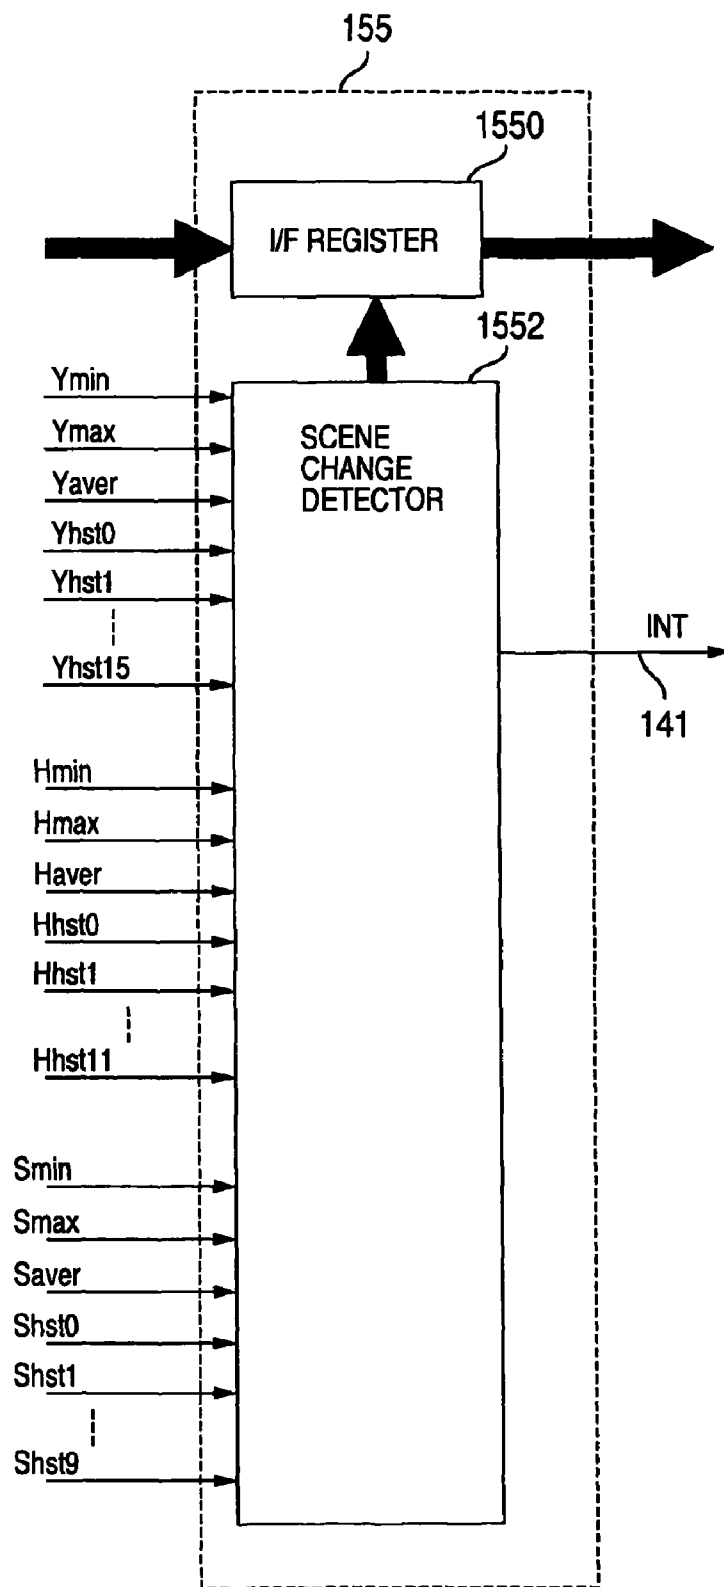 155
1550
I/F REGISTER
1552
Ymin
Ymax
SCENE
CHANGE
DETECTOR
Yaver
Yhst0
Yhst1
INT
Yhst15
141
Hmin
Hmax
Haver
Hhst0
Hhst1
Hhst11
Smin
Smax
Saver
Shst0
Shst1
Shst9